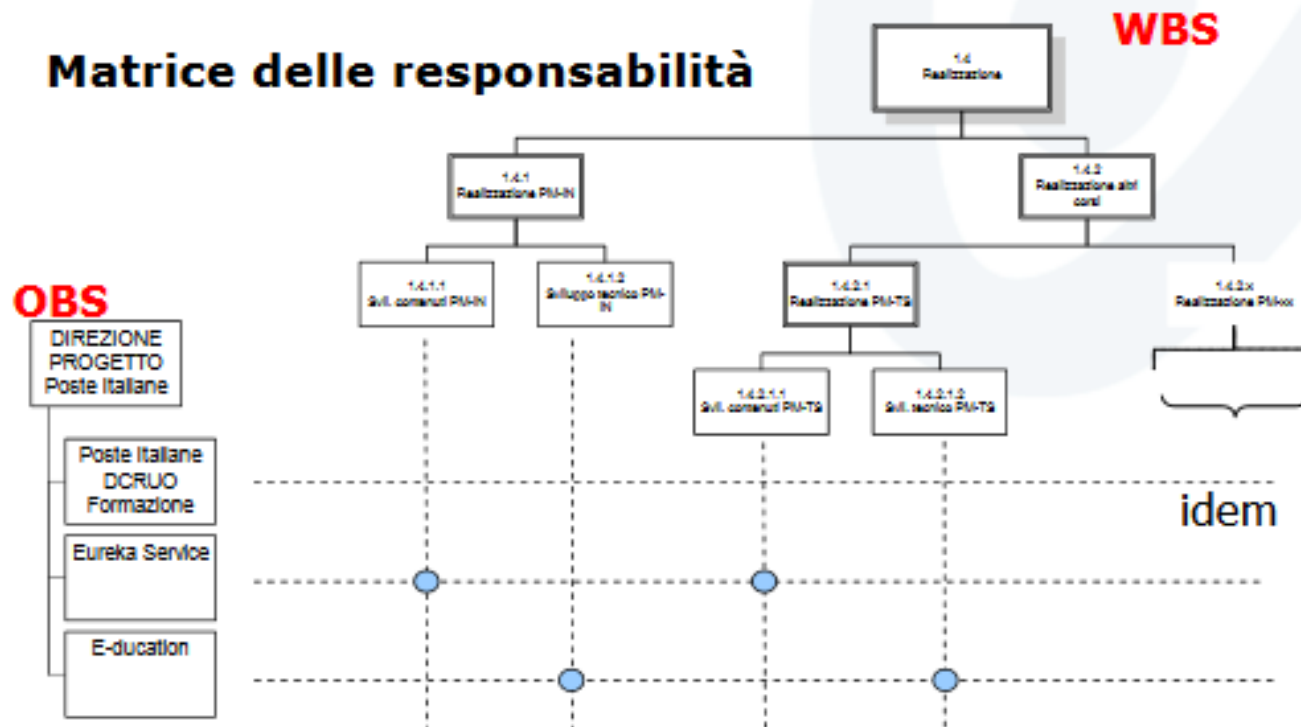 WBS
Matrice delle responsabilità
1.4
Realizzazione
1.4.1
Realizzazione PM-IN
1.4.2
Realizzazione altri
corsi
1.4.1.1
Svil. contenuti PM-IN
1.4.1.2
Sviluppo tecnico PM-
IN
1.4.2.1
Realizzazione PM-TS
1.4.2.x
Realizzazione PM-xx
OBS
DIREZIONE
PROGETTO
Poste Italiane
1.4.2.1.1
Svil. contenuti PM-TS
1.4.2.1.2
Svil. tecnico PM-TS
Poste Italiane
DCRUO
Formazione
idem
Eureka Service
E-ducation